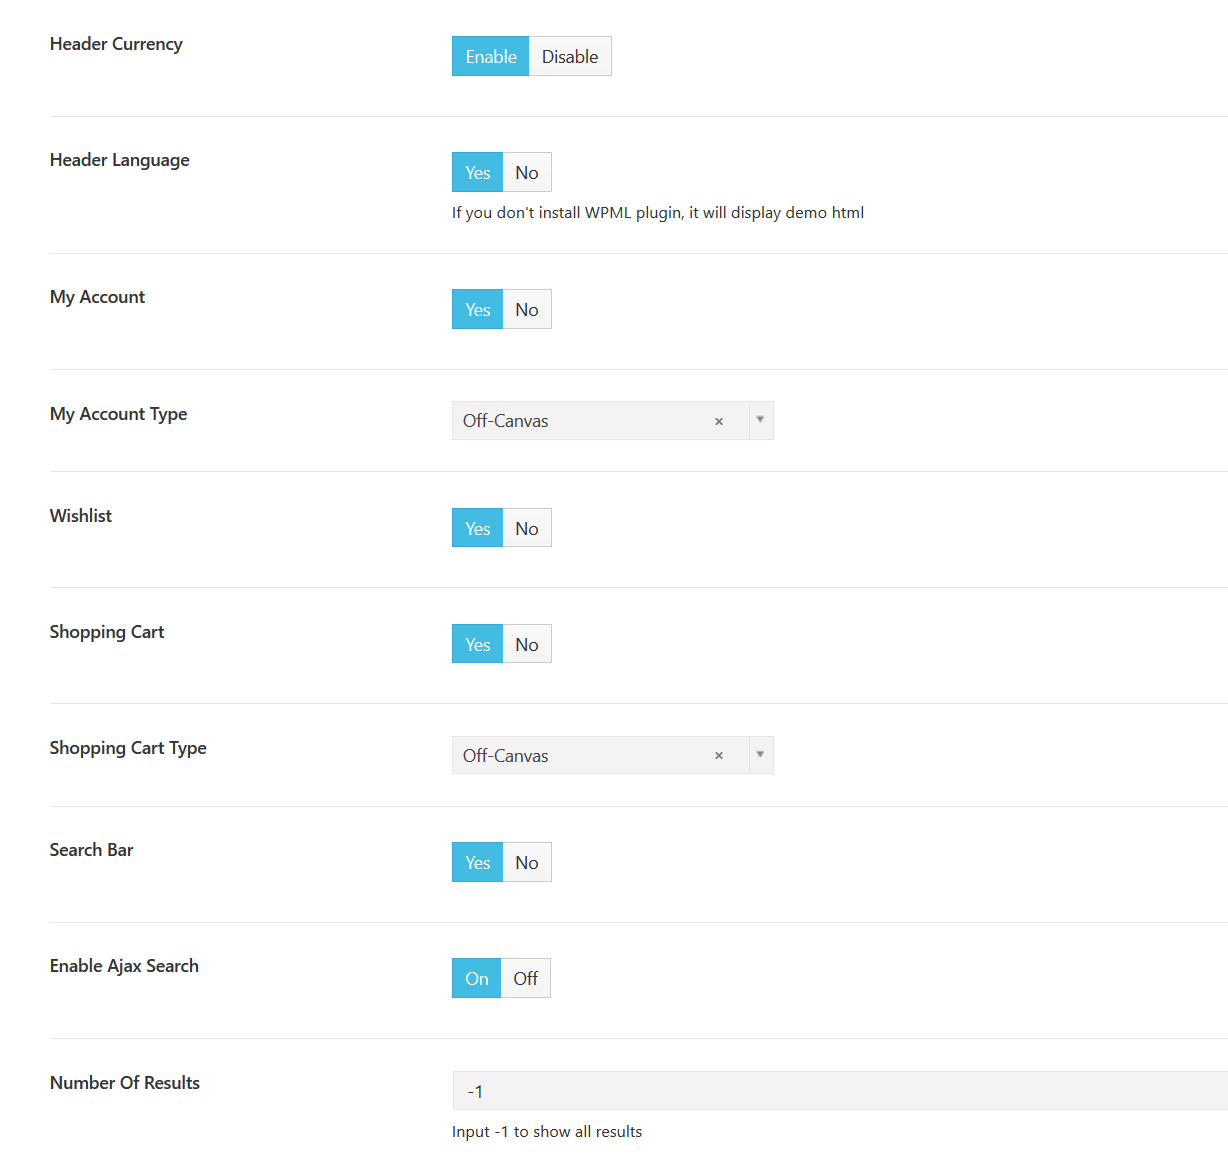 Header Currency
Enable Disable
Header Language
Yes No
If you don't install WPML plugin, it will display demo html
My Account
Yes No
My Account Type
Off-Canvas ×
Wishlist
Yes No
Shopping Cart
Yes No
Shopping Cart Type
Off-Canvas ×
Search Bar
Yes No
Enable Ajax Search
On Off
Number Of Results
-1
Input -1 to show all results